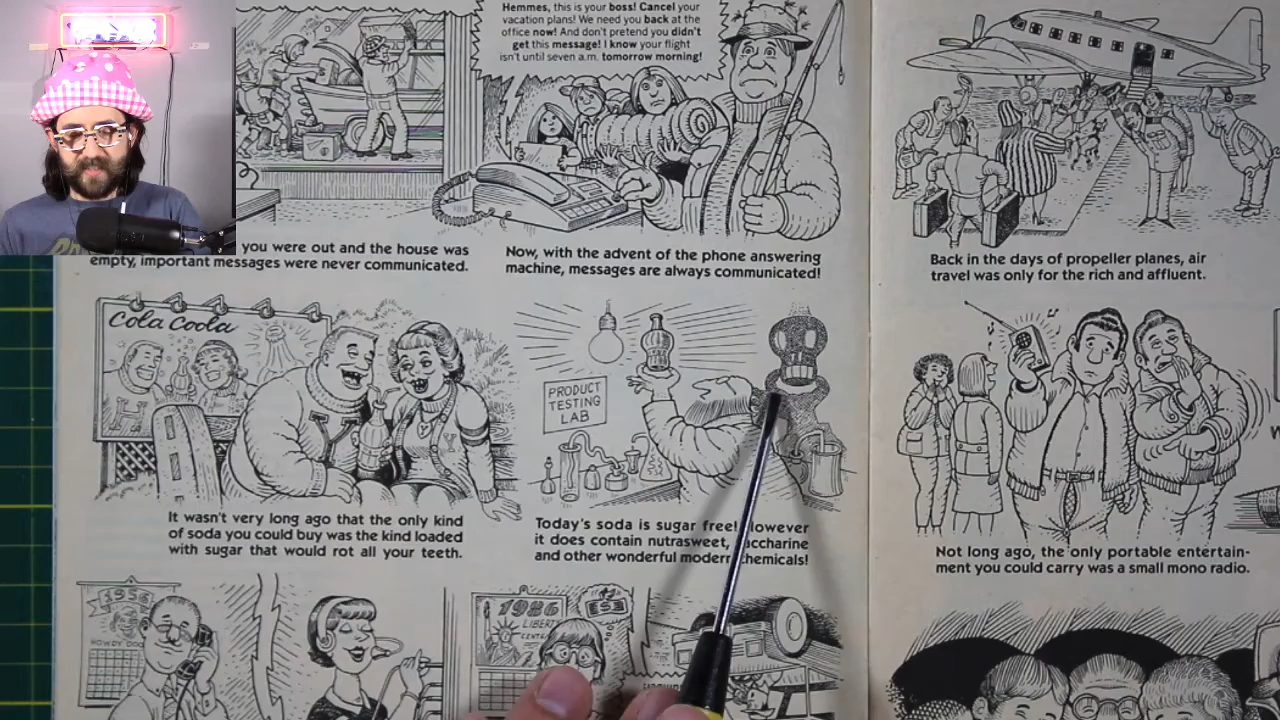 Hemmes, this is your boss! Cancel your
vacation plans! We need you back at the
office now! And don't pretend you didn't
get this message! I know your flight
isn't until seven a.m. tomorrow morning!
you were out and the house was
empty, important messages were never communicated.
Now, with the advent of the phone answering
machine, messages are always communicated!
Back in the days of propeller planes, air
travel was only for the rich and affluent.
Cola Coola
H
Y
Y
PRODUCT
TESTING
LAB
It wasn't very long ago that the only kind
of soda you could buy was the kind loaded
with sugar that would rot all your teeth.
Today's soda is sugar free! However
it does contain nutrasweet, saccharine
and other wonderful modern chemicals!
Not long ago, the only portable entertain-
ment you could carry was a small mono radio.
W
1956
HOWDY DOO
1986
LIBERTY
CENT